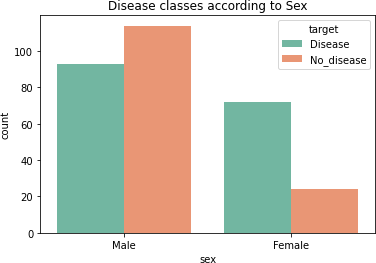 Disease classes according to Sex
target
Disease
No_disease
100
80
60
40
20
0
count
Male
Female
sex